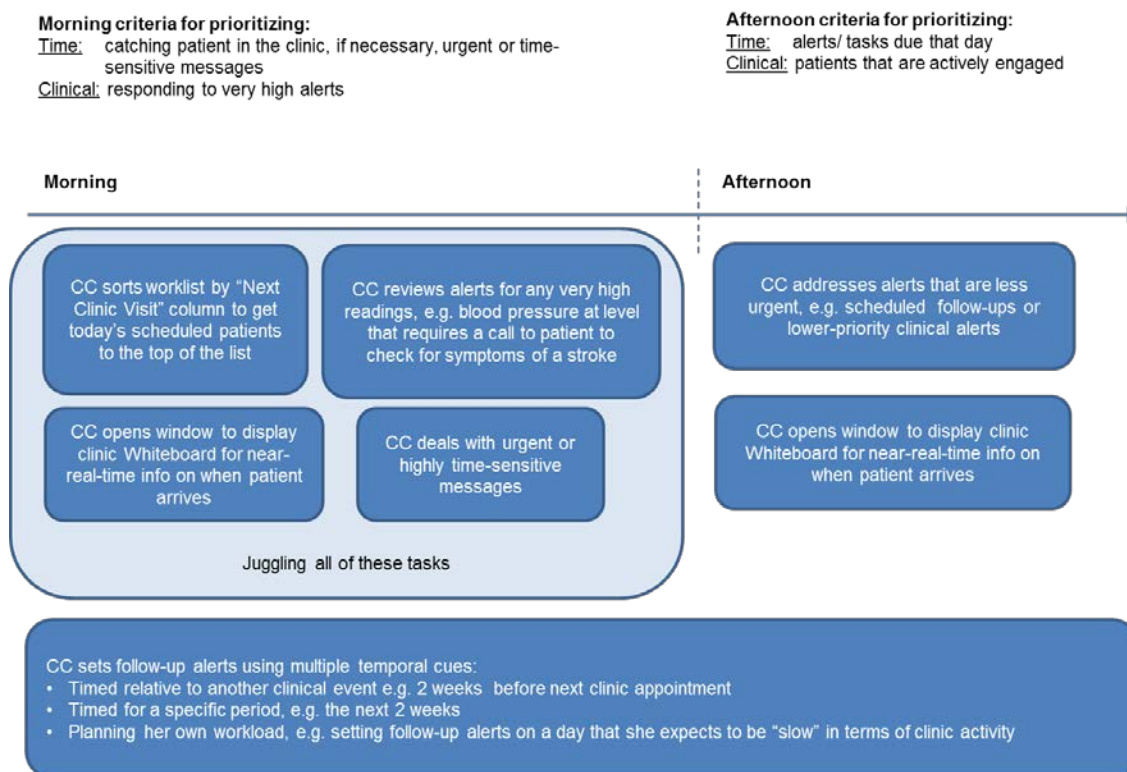 Morning criteria for prioritizing:
Time: catching patient in the clinic, if necessary, urgent or time-
sensitive messages
Clinical: responding to very high alerts
Afternoon criteria for prioritizing:
Time: alerts/ tasks due that day
Clinical: patients that are actively engaged
Morning
Afternoon
CC sorts worklist by “Next
Clinic Visit” column to get
today’s scheduled patients
to the top of the list
CC reviews alerts for any very high
readings, e.g. blood pressure at level
that requires a call to patient to
check for symptoms of a stroke
CC addresses alerts that are less
urgent, e.g. scheduled follow-ups or
lower-priority clinical alerts
CC opens window to display
clinic Whiteboard for near-
real-time info on when patient
arrives
CC deals with urgent or
highly time-sensitive
messages
CC opens window to display clinic
Whiteboard for near-real-time info on
when patient arrives
Juggling all of these tasks
CC sets follow-up alerts using multiple temporal cues:
• Timed relative to another clinical event e.g. 2 weeks before next clinic appointment
• Timed for a specific period, e.g. the next 2 weeks
• Planning her own workload, e.g. setting follow-up alerts on a day that she expects to be “slow” in terms of clinic activity